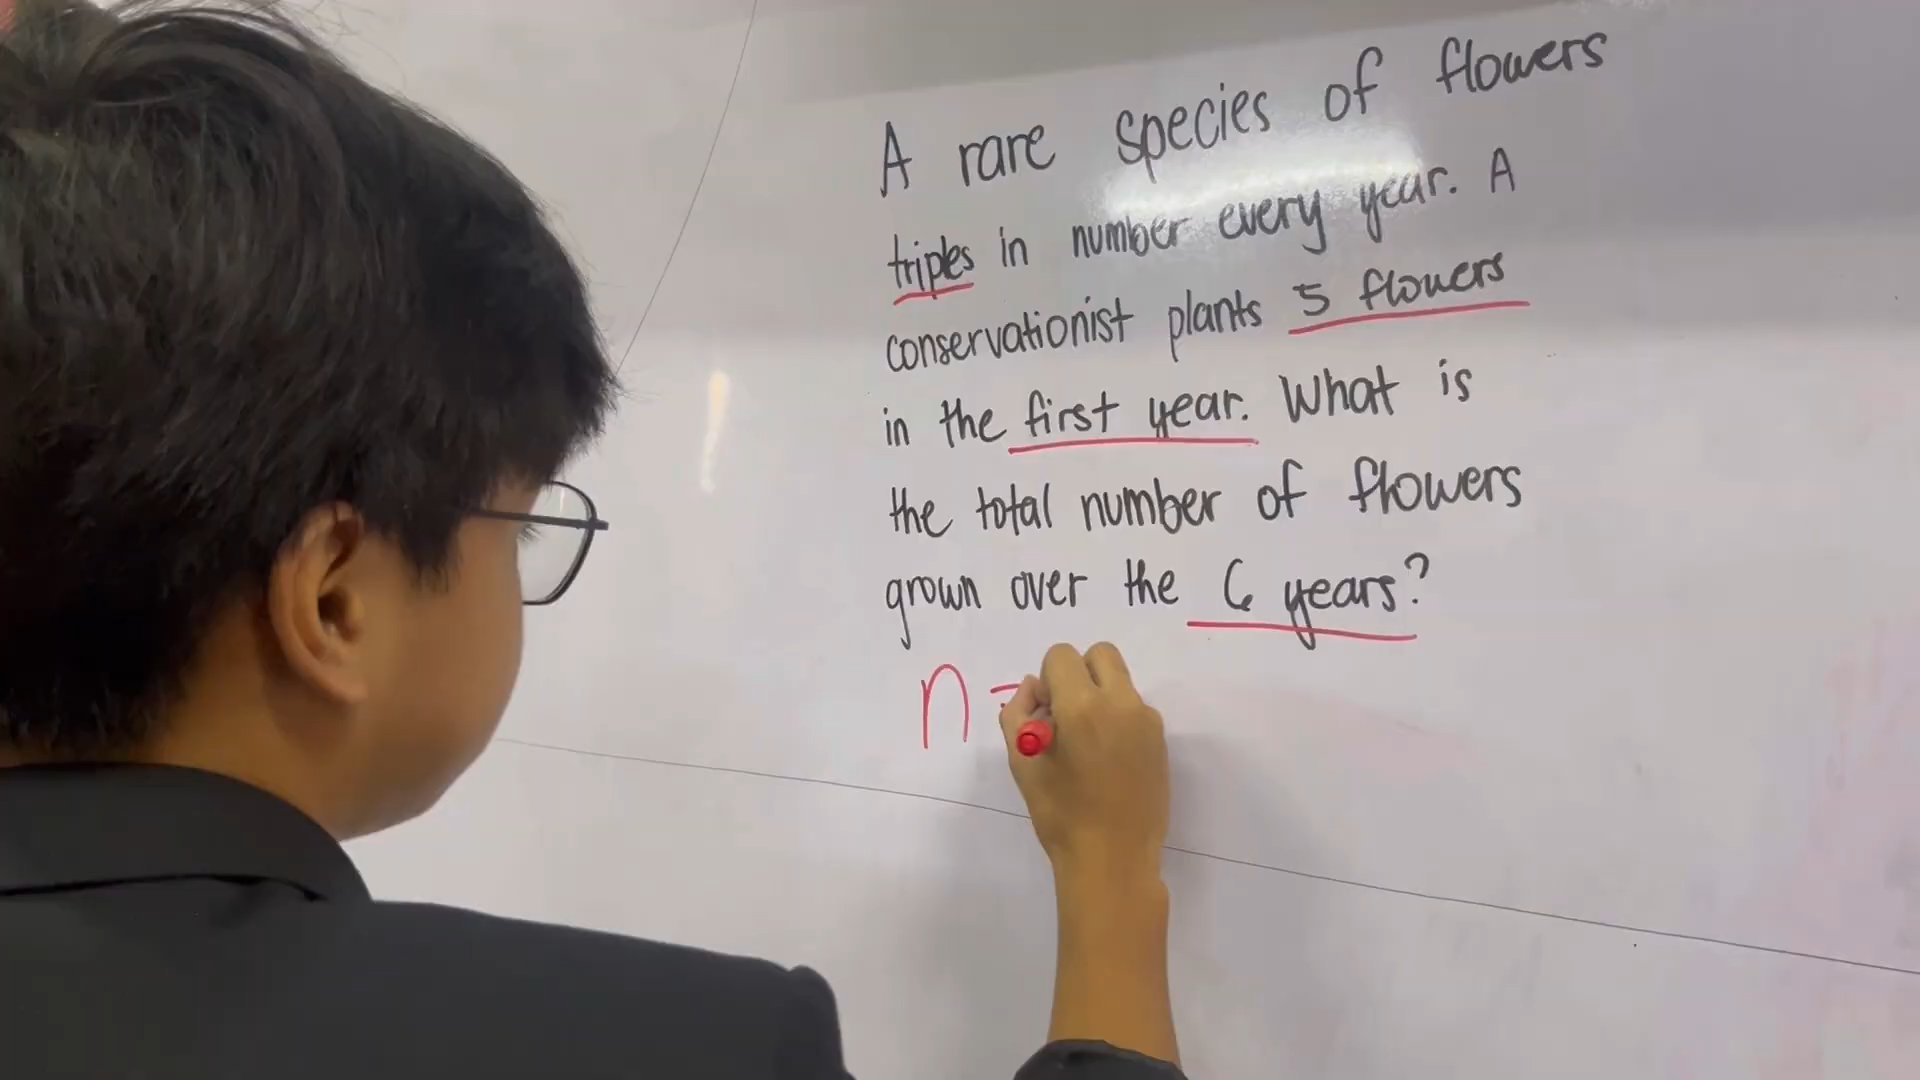 A rare species of flowers
triples in number every year. A
conservationist plants 5 flowers
in the first year. What is
the total number of flowers
grown over the 6 years?
n =